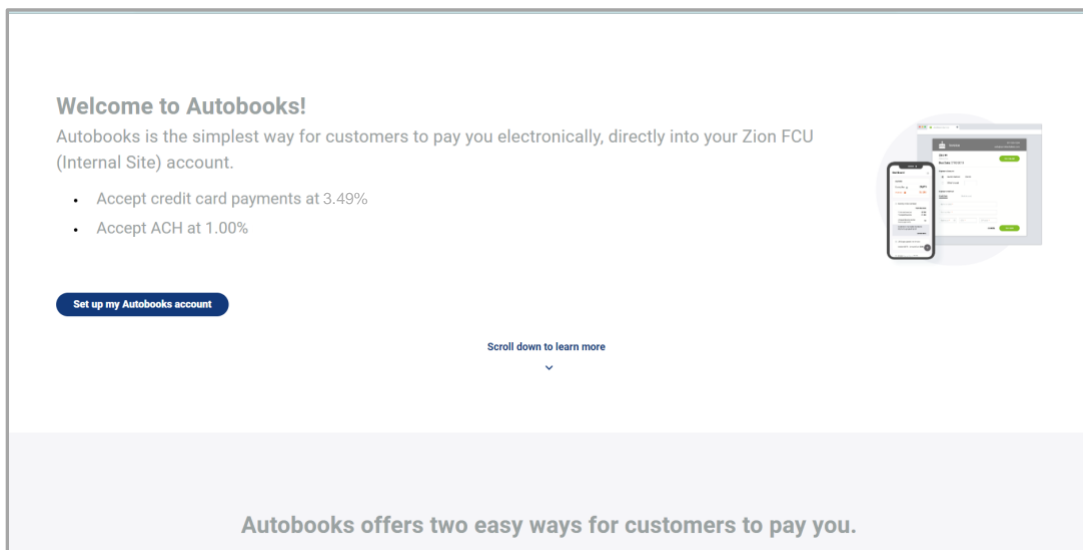 Welcome to Autobooks!
Autobooks is the simplest way for customers to pay you electronically, directly into your Zion FCU
(Internal Site) account.
• Accept credit card payments at 3.49%
• Accept ACH at 1.00%
Set up my Autobooks account
Scroll down to learn more
Autobooks offers two easy ways for customers to pay you.